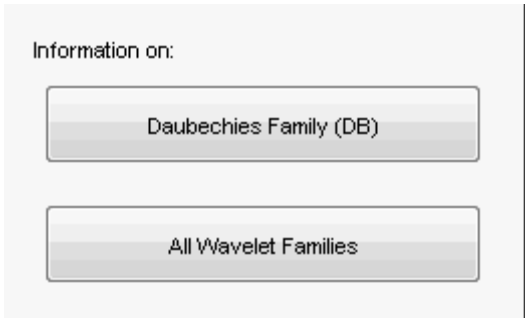 Information on:
Daubechies Family (DB)
All Wavelet Families